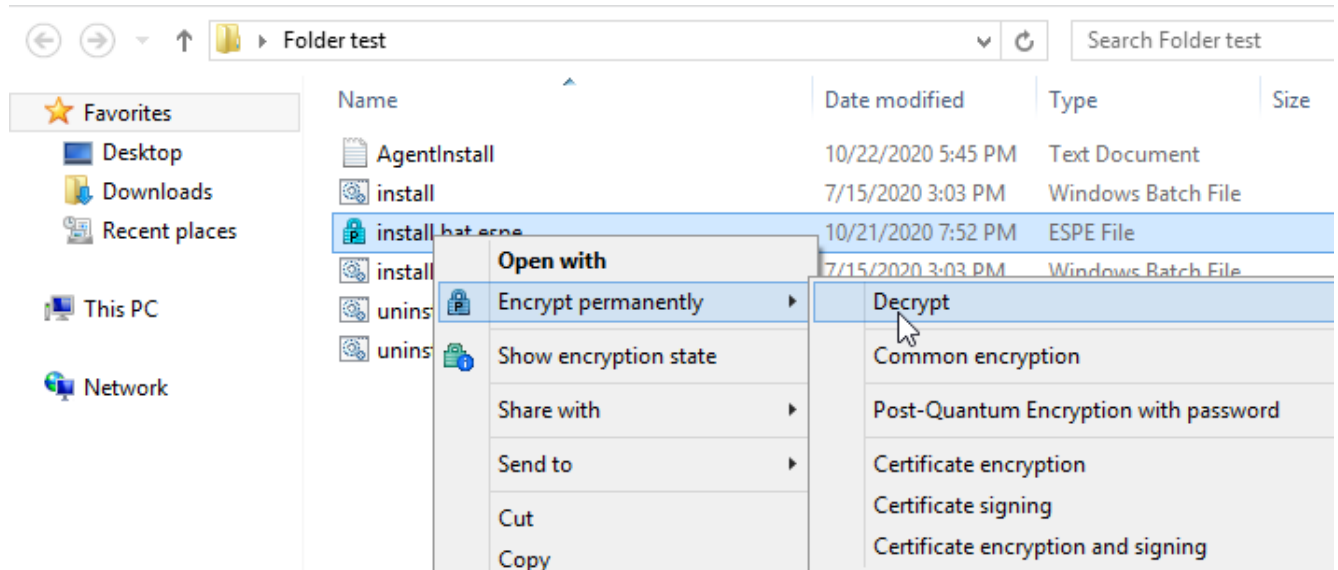 Folder test
Search Folder test
Favorites
Desktop
Downloads
Recent places
This PC
Network
Name Date modified Type Size
AgentInstall 10/22/2020 5:45 PM Text Document
install 7/15/2020 3:03 PM Windows Batch File
install.bat.espe 10/21/2020 7:52 PM ESPE File
install 7/15/2020 3:03 PM Windows Batch File
unins
unins
Open with
Encrypt permanently
Show encryption state
Share with
Send to
Cut
Copy
Decrypt
Common encryption
Post-Quantum Encryption with password
Certificate encryption
Certificate signing
Certificate encryption and signing